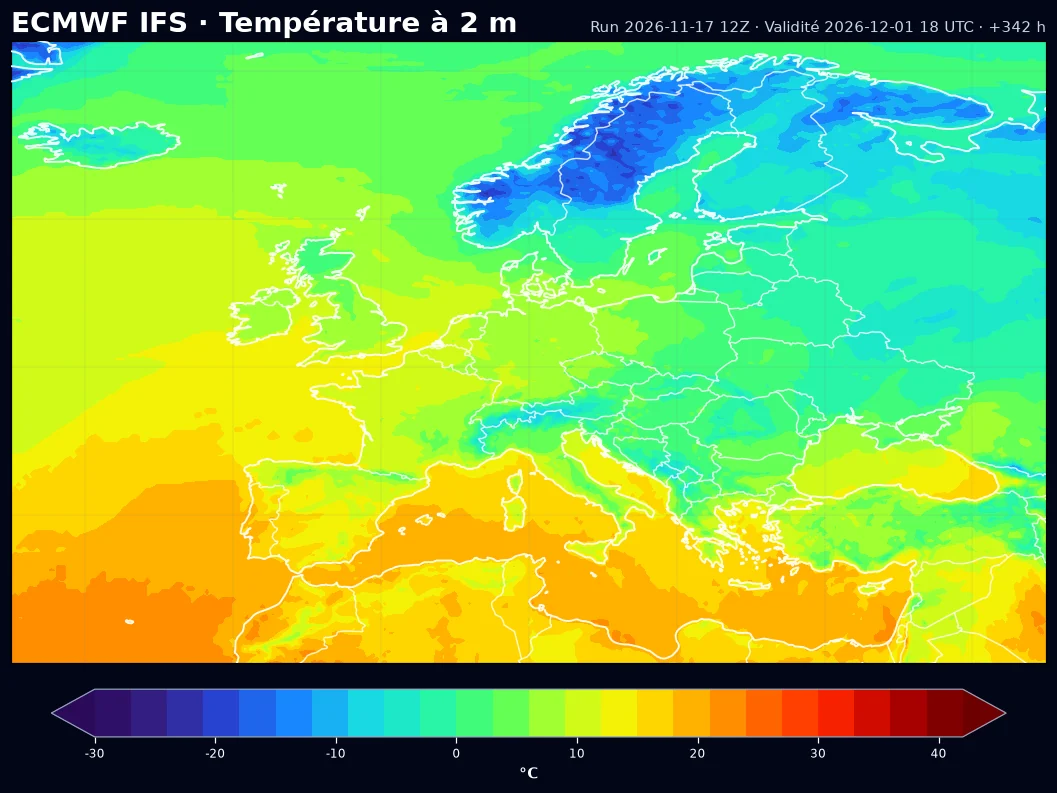 ECMWF IFS · Température à 2 m
Run 2026-11-17 12Z · Validité 2026-12-01 18 UTC · +342 h
-30 -20 -10 0 10 20 30 40
°C